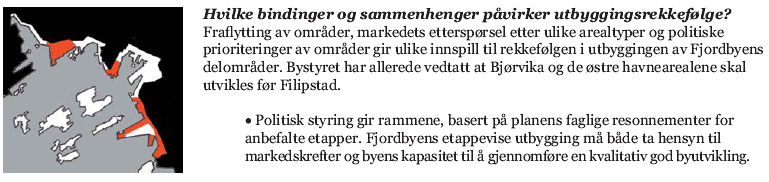 Hvilke bindinger og sammenhenger påvirker utbyggingsrekkefølge?
Fraflytting av områder, markedets etterspørsel etter ulike arealtyper og politiske
prioriteringer av områder gir ulike innspill til rekkefølgen i utbyggingen av Fjordbyens
delområder. Bystyret har allerede vedtatt at Bjørvika og de østre havnearealene skal
utvikles før Filipstad.
• Politisk styring gir rammene, basert på planens faglige resonnementer for
anbefalte etapper. Fjordbyens etappevise utbygging må både ta hensyn til
markedskrefter og byens kapasitet til å gjennomføre en kvalitativ god byutvikling.